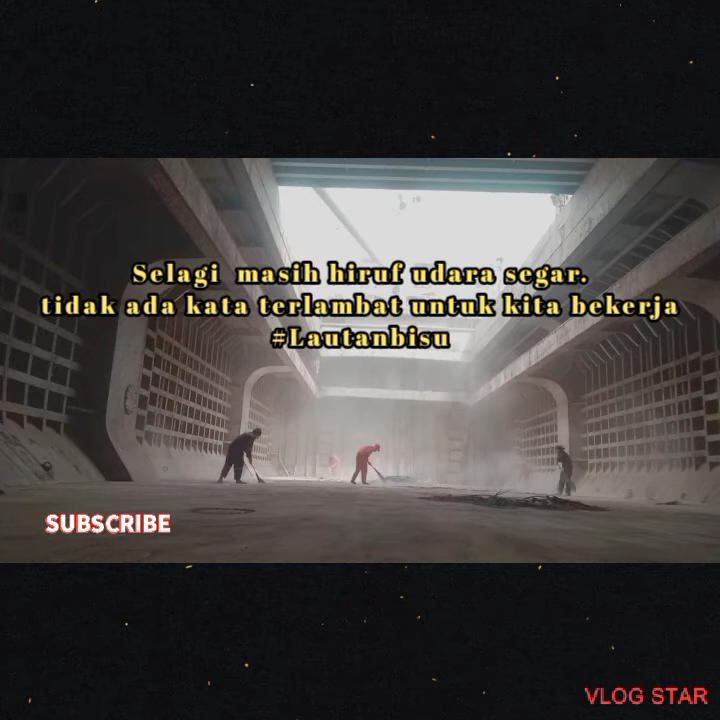 Selagi masih hiruf udara segar.
tidak ada kata terlambat untuk kita bekerja
#Lautanbisu
SUBSCRIBE
VLOG STAR